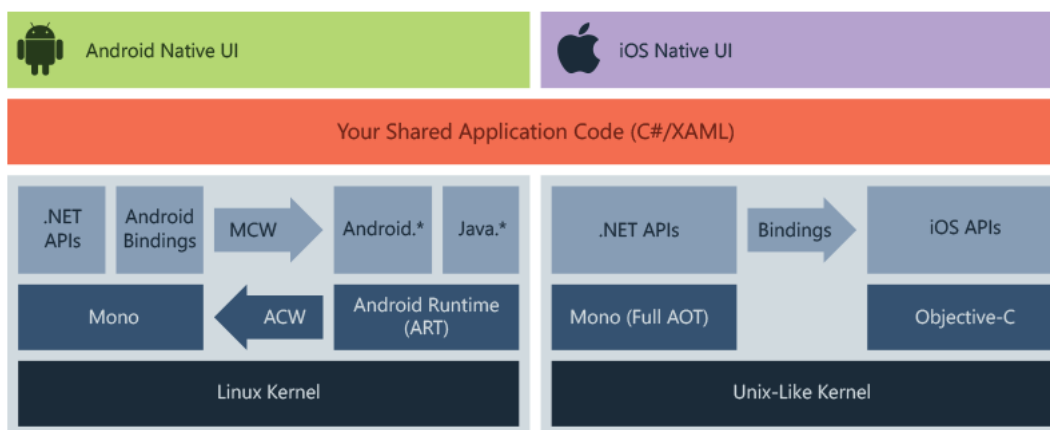 Android Native UI
iOS Native UI
Your Shared Application Code (C#/XAML)
.NET
APIs
Android
Bindings
MCW
Android.*
Java.*
.NET APIs
Bindings
iOS APIs
Mono
ACW
Android Runtime
(ART)
Mono (Full AOT)
Objective-C
Linux Kernel
Unix-Like Kernel